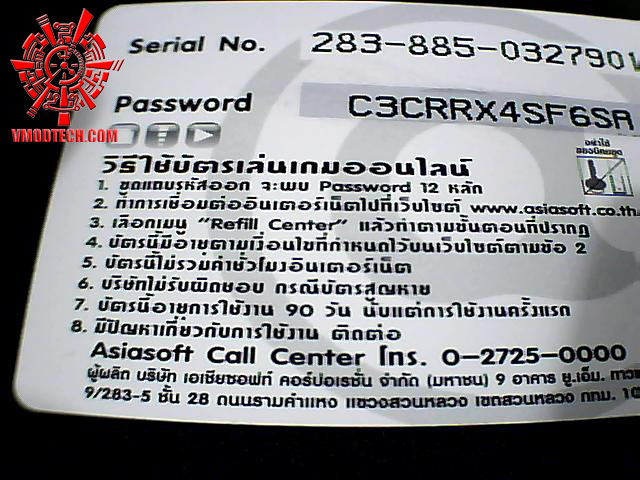 Serial No. 283-885-0327901
Password C3CRRX4SF6SA
VMODTECH.COM
วิธีใช้บัตรเล่นเกมออนไลน์
1. ขูดแถบรหัสออก จะพบ Password 12 หลัก
2. ทำการเชื่อมต่ออินเตอร์เน็ตไปที่เว็บไซต์ www.asiasoft.co.th
3. เลือกเมนู "Refill Center" แล้วทำตามขั้นตอนที่ปรากฏ
4. บัตรนี้มีอายุตามเงื่อนไขที่กำหนดไว้บนเว็บไซต์ตามข้อ 2
5. บัตรนี้ไม่รวมค่าชั่วโมงอินเตอร์เน็ต
6. บริษัทไม่รับผิดชอบ กรณีบัตรสูญหาย
7. บัตรนี้อายุการใช้งาน 90 วัน นับแต่การใช้งานครั้งแรก
8. มีปัญหาเกี่ยวกับการใช้งาน ติดต่อ
Asiasoft Call Center โทร. 0-2725-0000
ผู้ผลิต บริษัท เอเชียซอฟท์ คอร์ปอเรชั่น จำกัด (มหาชน) 9 อาคาร ยู.เอ็ม. ทาวเ
9/283-5 ชั้น 28 ถนนรามคำแหง แขวงสวนหลวง เขตสวนหลวง กทม. 10